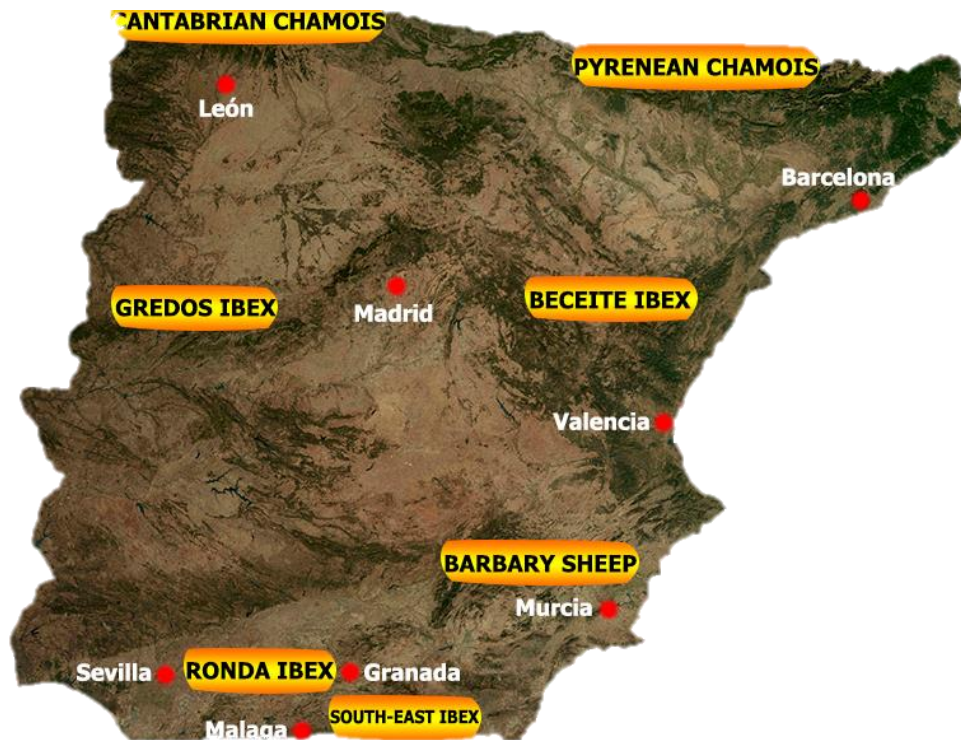 CANTABRIAN CHAMOIS
PYRENEAN CHAMOIS
León
Barcelona
GREDOS IBEX
Madrid
BECEITE IBEX
Valencia
BARBARY SHEEP
Murcia
Sevilla
RONDA IBEX
Granada
Malaga
SOUTH-EAST IBEX